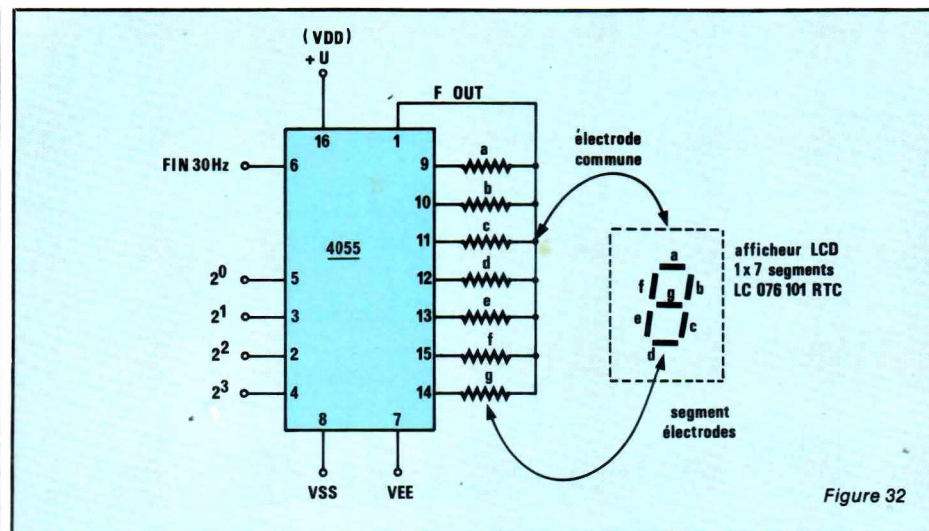 (VDD)
+ U
F OUT
16
1
FIN 30Hz
6
9
a
10
b
4055
11
c
2⁰
5
12
d
2¹
3
13
e
2²
2
15
f
2³
4
14
g
8
7
VSS
VEE
électrode
commune
a
f
g
b
e
c
d
afficheur LCD
1 x 7 segments
LC 076 101 RTC
segment
électrodes
Figure 32